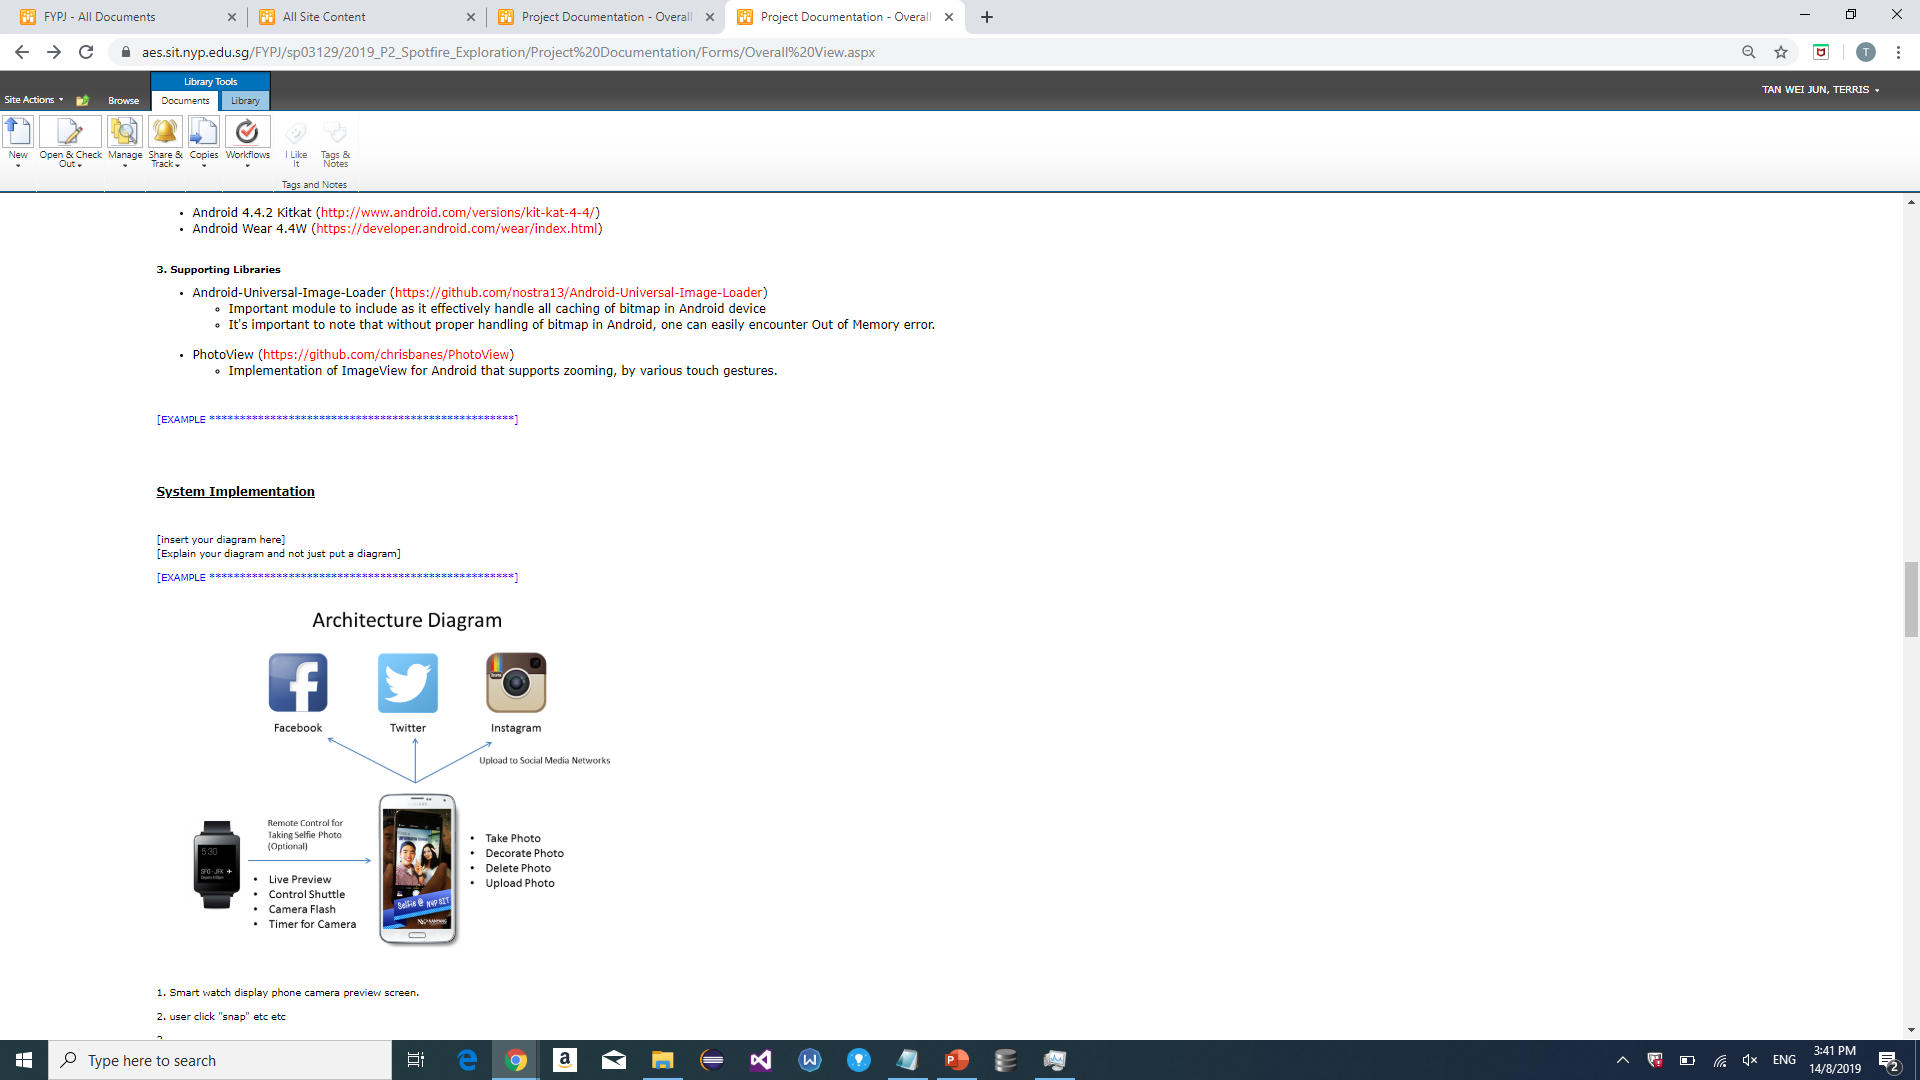 FYPJ - All Documents
All Site Content
Project Documentation - Overall
Project Documentation - Overall
aes.sit.nyp.edu.sg/FYPJ/sp03129/2019_P2_Spotfire_Exploration/Project%20Documentation/Forms/Overall%20View.aspx
T
Library Tools
Site Actions
Browse
Documents
Library
TAN WEI JUN, TERRIS
New
Open & Check Out
Manage
Share & Track
Copies
Workflows
I Like It
Tags & Notes
Tags and Notes
• Android 4.4.2 Kitkat (http://www.android.com/versions/kit-kat-4-4/)
• Android Wear 4.4W (https://developer.android.com/wear/index.html)
3. Supporting Libraries
• Android-Universal-Image-Loader (https://github.com/nostra13/Android-Universal-Image-Loader)
Important module to include as it effectively handle all caching of bitmap in Android device
It's important to note that without proper handling of bitmap in Android, one can easily encounter Out of Memory error.
• PhotoView (https://github.com/chrisbanes/PhotoView)
Implementation of ImageView for Android that supports zooming, by various touch gestures.
[EXAMPLE **************************************************]
System Implementation
[insert your diagram here]
[Explain your diagram and not just put a diagram]
[EXAMPLE **************************************************]
Architecture Diagram
Facebook
Twitter
Instagram
Upload to Social Media Networks
Remote Control for
Taking Selfie Photo
(Optional)
• Live Preview
• Control Shuttle
• Camera Flash
• Timer for Camera
5:30
SFO - JFK
Selfie @ NYP SIT
• Take Photo
• Decorate Photo
• Delete Photo
• Upload Photo
1. Smart watch display phone camera preview screen.
2. user click "snap" etc etc
Type here to search
ENG
3:41 PM
14/8/2019
2